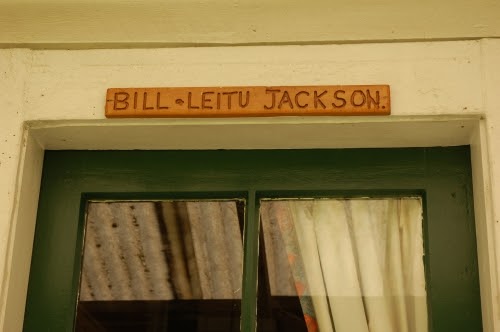 BILL • LEITU JACKSON.